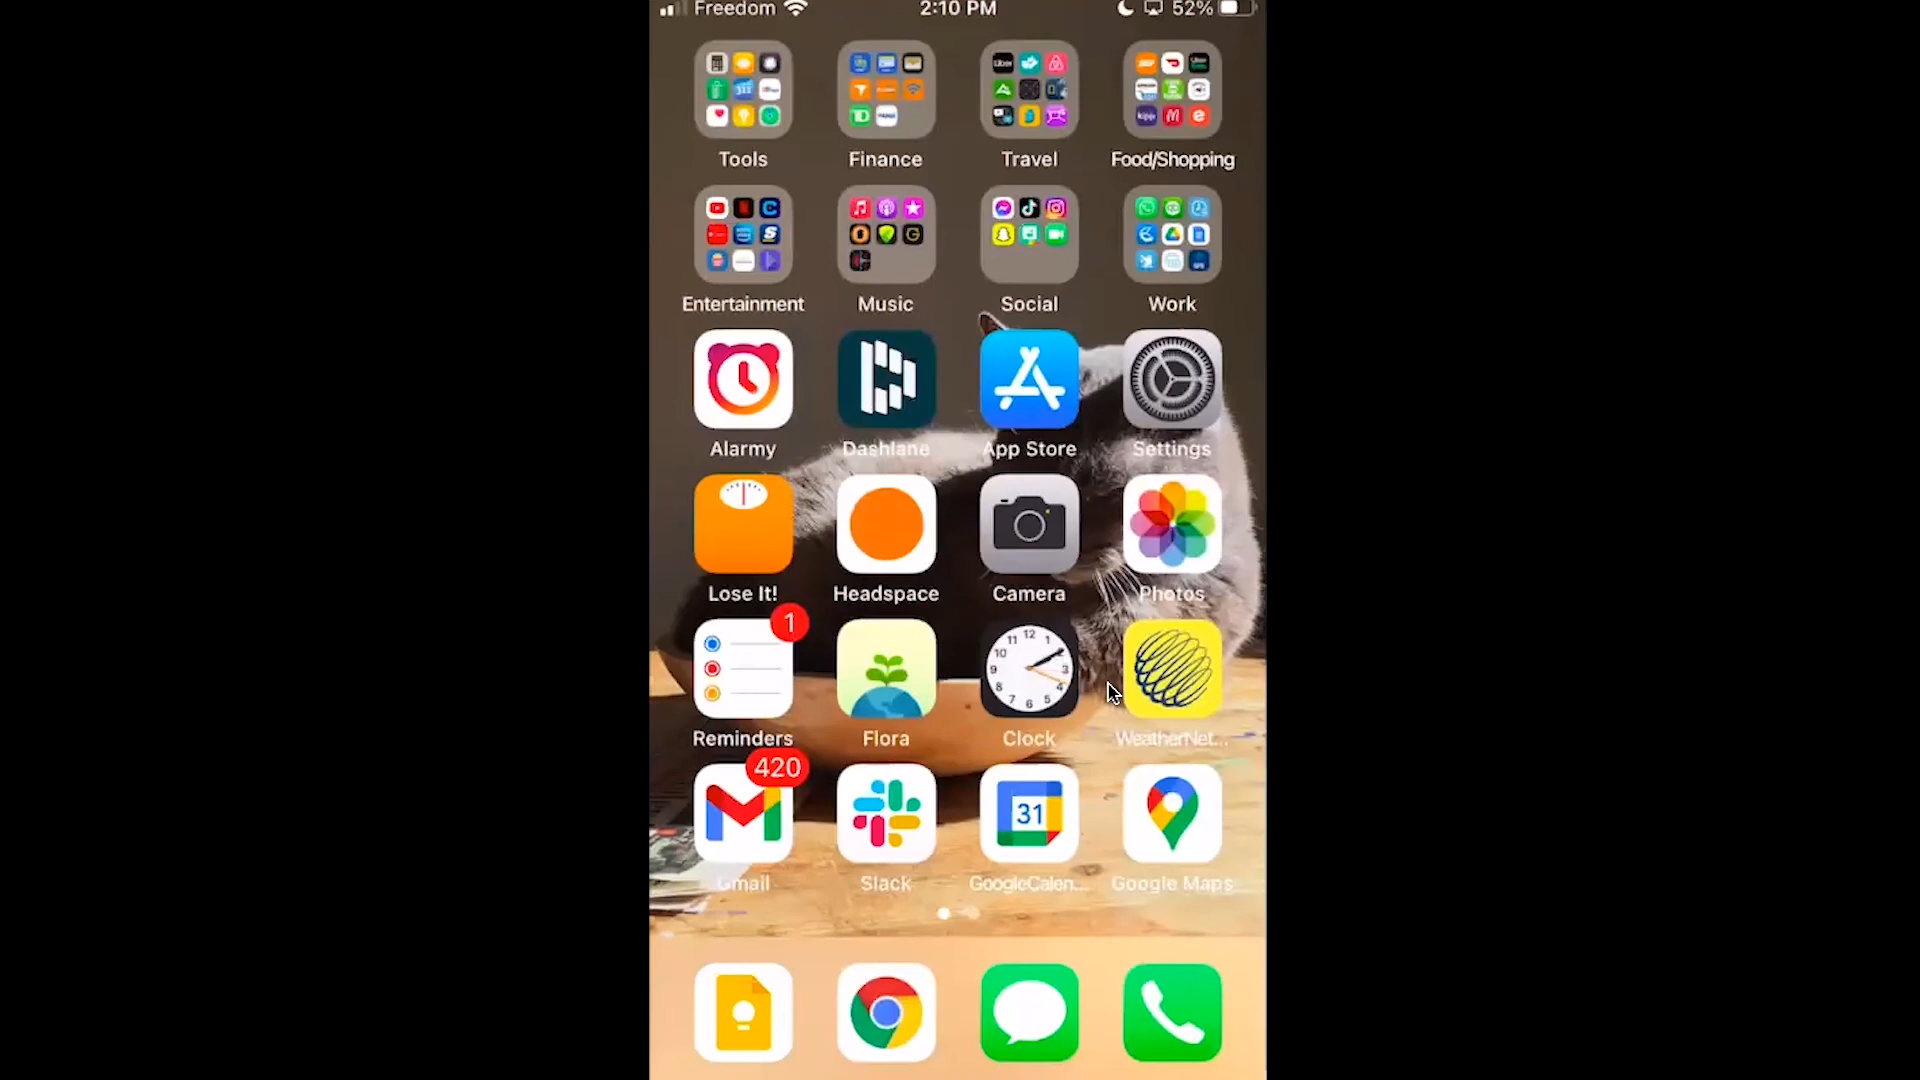 Freedom 2:10 PM 52%
Tools Finance Travel Food/Shopping
Entertainment Music Social Work
Alarmy Dashlane App Store Settings
Lose It! Headspace Camera Photos
1
Reminders Flora Clock WeatherNet...
420
31
Gmail Slack GoogleCalen... Google Maps